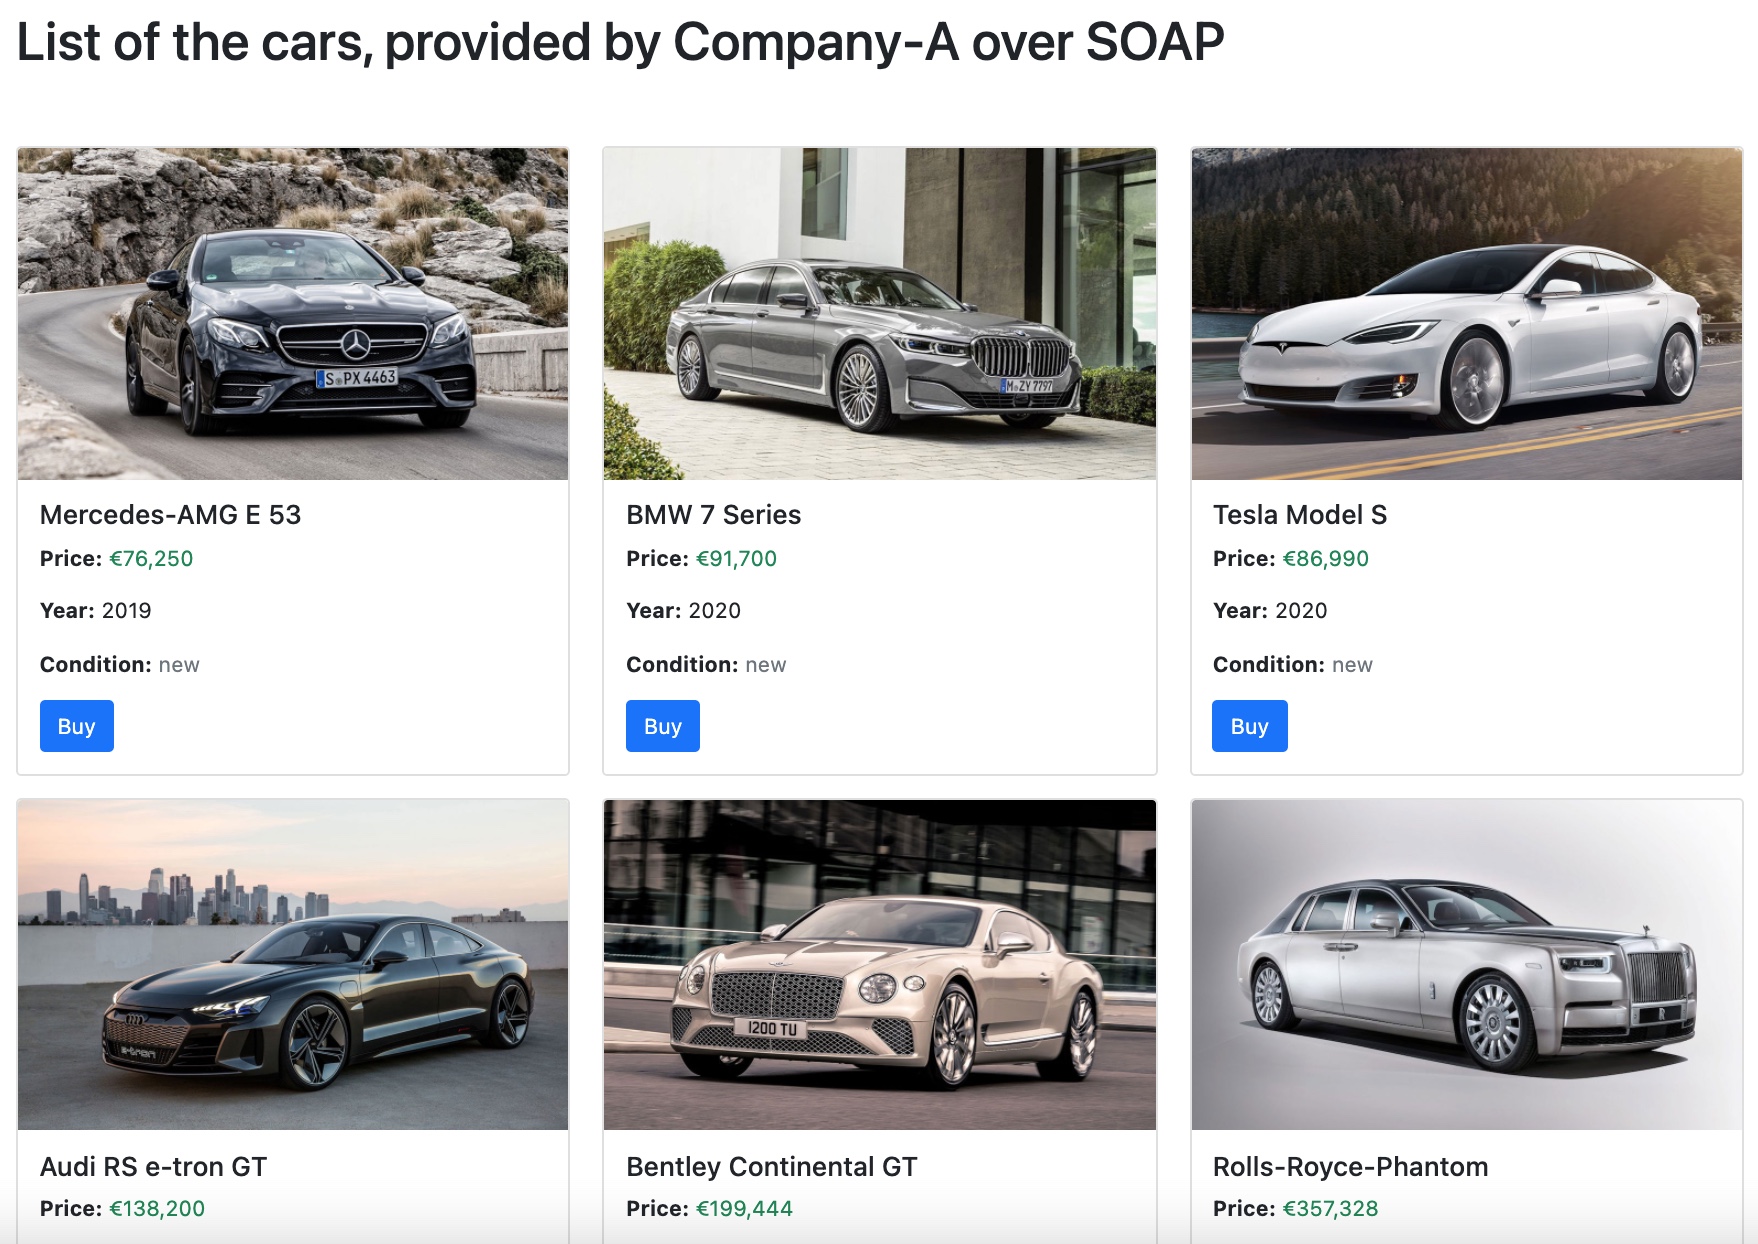 List of the cars, provided by Company-A over SOAP
S PX 4463
M ZY 7797
Mercedes-AMG E 53
Price: €76,250
Year: 2019
Condition: new
Buy
BMW 7 Series
Price: €91,700
Year: 2020
Condition: new
Buy
Tesla Model S
Price: €86,990
Year: 2020
Condition: new
Buy
e-tron
1200 TU
Audi RS e-tron GT
Price: €138,200
Bentley Continental GT
Price: €199,444
Rolls-Royce-Phantom
Price: €357,328